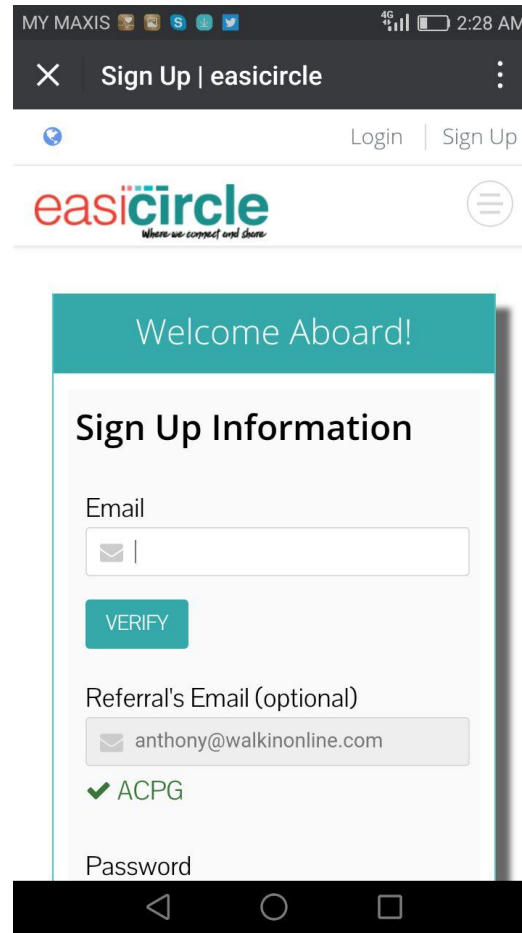 MY MAXIS 4G 2:28 AM
Sign Up | easicircle
Login | Sign Up
easicircle
Where we connect and share
Welcome Aboard!
Sign Up Information
Email
VERIFY
Referral's Email (optional)
anthony@walkinonline.com
ACPG
Password